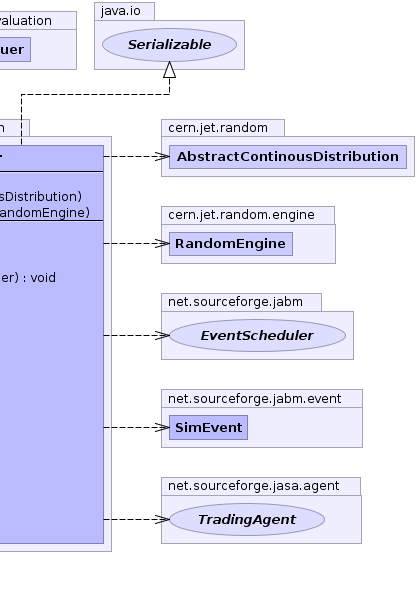 valuation
uer
java.io
Serializable
n
cern.jet.random
AbstractContinousDistribution
sDistribution)
andomEngine)
cern.jet.random.engine
RandomEngine
er) : void
net.sourceforge.jabm
EventScheduler
net.sourceforge.jabm.event
SimEvent
net.sourceforge.jasa.agent
TradingAgent